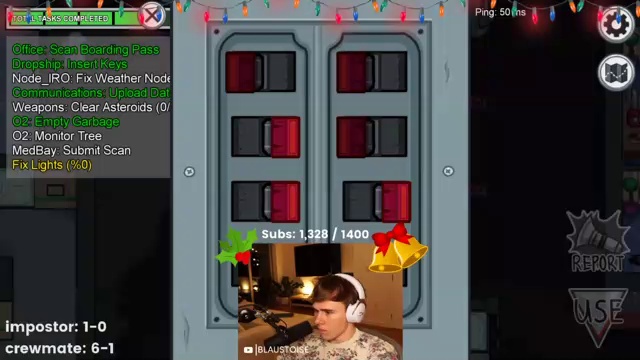 TOTAL TASKS COMPLETED
Ping: 50 ms
Office: Scan Boarding Pass
Dropship: Insert Keys
Node_IRO: Fix Weather Node
Communications: Upload Dat
Weapons: Clear Asteroids (0/
O2: Empty Garbage
O2: Monitor Tree
MedBay: Submit Scan
Fix Lights (%0)
Subs: 1,328 / 1400
REPORT
USE
impostor: 1-0
crewmate: 6-1
|BLAUSTOISE